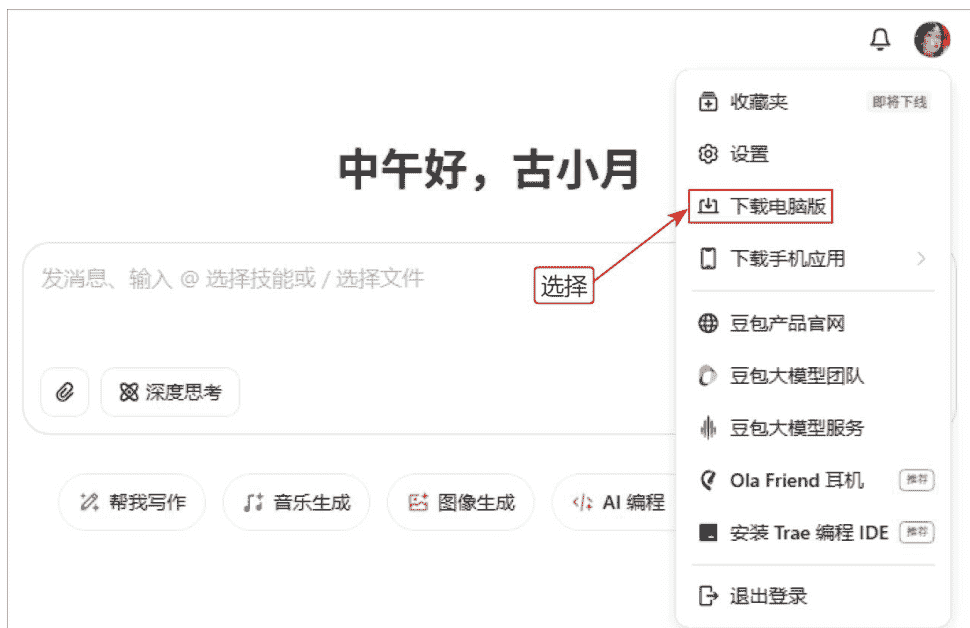 中午好，古小月
发消息、输入 @ 选择技能或 / 选择文件
深度思考
帮我写作
音乐生成
图像生成
AI 编程
选择
收藏夹 即将下线
设置
下载电脑版
下载手机应用
豆包产品官网
豆包大模型团队
豆包大模型服务
Ola Friend 耳机 推荐
安装 Trae 编程 IDE 推荐
退出登录